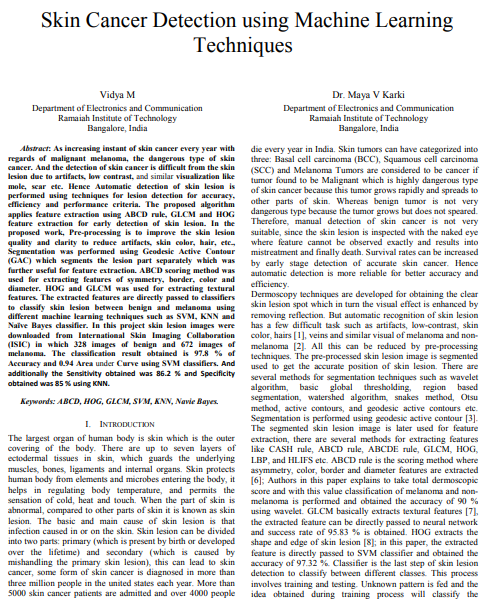 Skin Cancer Detection using Machine Learning
Techniques
Vidya M
Department of Electronics and Communication
Ramaiah Institute of Technology
Bangalore, India
Dr. Maya V Karki
Department of Electronics and Communication
Ramaiah Institute of Technology
Bangalore, India
Abstract: As increasing instant of skin cancer every year with
regards of malignant melanoma, the dangerous type of skin
cancer. And the detection of skin cancer is difficult from the skin
lesion due to artifacts, low contrast, and similar visualization like
mole, sear etc. Hence Automatic detection of skin lesion is
performed using techniques for lesion detection for accuracy,
efficiency and performance criteria. The proposed algorithm
applies feature extraction using ABCD rule, GLCM and HOG
feature extraction for early detection of skin lesion. In the
proposed work, Pre-processing is to improve the skin lesion
quality and clarity to reduce artifacts, skin color, hair, etc.,
Segmentation was performed using Geodesic Active Contour
(GAC) which segments the lesion part separately which was
further useful for feature extraction. ABCD scoring method was
used for extracting features of symmetry, border, color and
diameter. HOG and GLCM was used for extracting textural
features. The extracted features are directly passed to classifiers
to classify skin lesion between benign and melanoma using
different machine learning techniques such as SVM, KNN and
Naïve Bayes classifier. In this project skin lesion images were
downloaded from International Skin Imaging Collaboration
(ISIC) in which 328 images of benign and 672 images of
melanoma. The classification result obtained is 97.8 % of
Accuracy and 0.94 Area under Curve using SVM classifiers. And
additionally the Sensitivity obtained was 86.2 % and Specificity
obtained was 85 % using KNN.
Keywords: ABCD, HOG, GLCM, SVM, KNN, Navie Bayes.
I. INTRODUCTION
The largest organ of human body is skin which is the outer
covering of the body. There are up to seven layers of
ectodermal tissues in skin, which guards the underlying
muscles, bones, ligaments and internal organs. Skin protects
human body from elements and microbes entering the body, it
helps in regulating body temperature, and permits the
sensation of cold, heat and touch. When the part of skin is
abnormal, compared to other parts of skin it is known as skin
lesion. The basic and main cause of skin lesion is that
infection caused in or on the skin. Skin lesion can be divided
into two parts: primary (which is present by birth or developed
over the lifetime) and secondary (which is caused by
mishandling the primary skin lesion), this can lead to skin
cancer, some form of skin cancer is diagnosed in more than
three million people in the united states each year. More than
5000 skin cancer patients are admitted and over 4000 people
die every year in India. Skin tumors can have categorized into
three: Basal cell carcinoma (BCC), Squamous cell carcinoma
(SCC) and Melanoma Tumors are considered to be cancer if
tumor found to be Malignant which is highly dangerous type
of skin cancer because this tumor grows rapidly and spreads to
other parts of skin. Whereas benign tumor is not very
dangerous type because the tumor grows but does not speared.
Therefore, manual detection of skin cancer is not very
suitable, since the skin lesion is inspected with the naked eye
where feature cannot be observed exactly and results into
mistreatment and finally death. Survival rates can be increased
by early stage detection of accurate skin cancer. Hence
automatic detection is more reliable for better accuracy and
efficiency.
Dermoscopy techniques are developed for obtaining the clear
skin lesion spot which in turn the visual effect is enhanced by
removing reflection. But automatic recognition of skin lesion
has a few difficult task such as artifacts, low-contrast, skin
color, hairs [1], veins and similar visual of melanoma and non-
melanoma [2]. All can be reduced by pre-processing
techniques. The pre-processed skin lesion image is segmented
used to get the accurate position of skin lesion. There are
several methods for segmentation techniques such as wavelet
algorithm, basic global thresholding, region based
segmentation, watershed algorithm, snakes method, Otsu
method, active contours, and geodesic active contours etc.
Segmentation is performed using geodesic active contour [3].
The segmented skin lesion image is later used for feature
extraction, there are several methods for extracting features
like CASH rule, ABCD rule, ABCDE rule, GLCM, HOG,
LBP, and HLIFS etc. ABCD rule is the scoring method where
asymmetry, color, border and diameter features are extracted
[6]; Authors in this paper explains to take total dermoscopic
score and with this value classification of melanoma and non-
melanoma is performed and obtained the accuracy of 90 %
using wavelet. GLCM basically extracts textural features [7],
the extracted feature can be directly passed to neural network
and success rate of 95.83 % is obtained. HOG extracts the
shape and edge of skin lesion [8]; in this paper, the extracted
feature is directly passed to SVM classifier and obtained the
accuracy of 97.32 %. Classifier is the last step of skin lesion
detection to classify between different classes. This process
involves training and testing. Unknown pattern is fed and the
idea obtained during training process will classify the